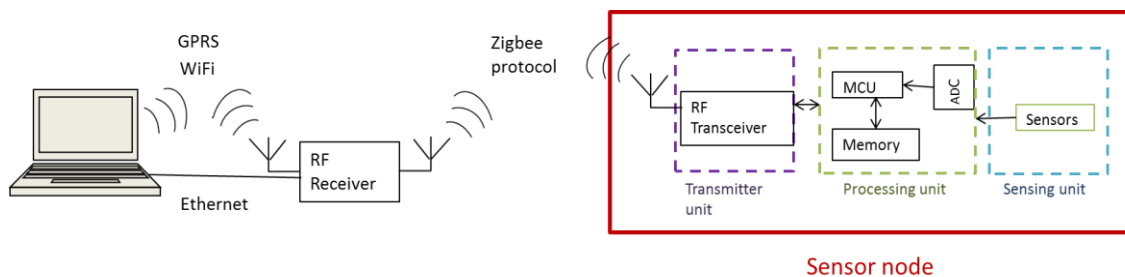 GPRS
WiFi
Zigbee
protocol
Ethernet
RF
Receiver
RF
Transceiver
MCU
ADC
Memory
Sensors
Transmitter
unit
Processing unit
Sensing unit
Sensor node